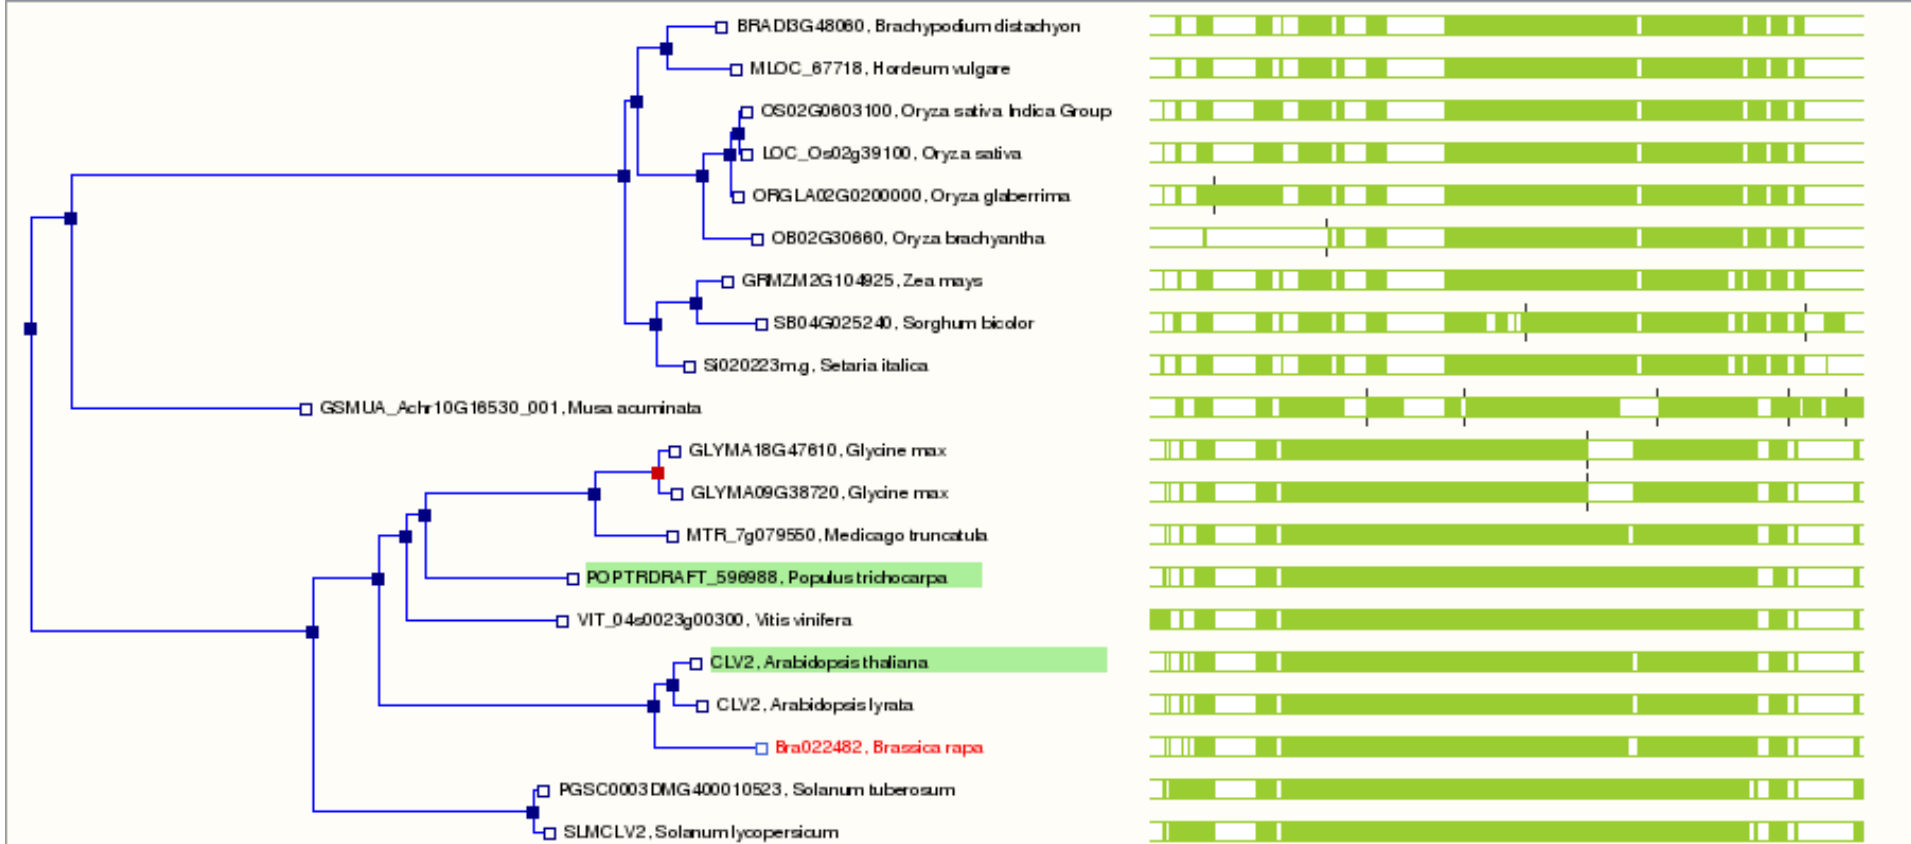 BRADI3G48060, Brachypodium distachyon
MLOC_67718, Hordeum vulgare
OS02G0603100, Oryza sativa Indica Group
LOC_Os02g39100, Oryza sativa
ORGLA02G0200000, Oryza glaberrima
OB02G30660, Oryza brachyantha
GRMZM2G104925, Zea mays
SB04G025240, Sorghum bicolor
Si020223m.g, Setaria italica
GSMUA_Achr10G16530_001, Musa acuminata
GLYMA18G47610, Glycine max
GLYMA09G38720, Glycine max
MTR_7g079550, Medicago truncatula
POPTRDRAFT_596988, Populus trichocarpa
VIT_04s0023g00300, Vitis vinifera
CLV2, Arabidopsis thaliana
CLV2, Arabidopsis lyrata
Bra022482, Brassica rapa
PGSC0003DMG400010523, Solanum tuberosum
SLMCLV2, Solanum lycopersicum